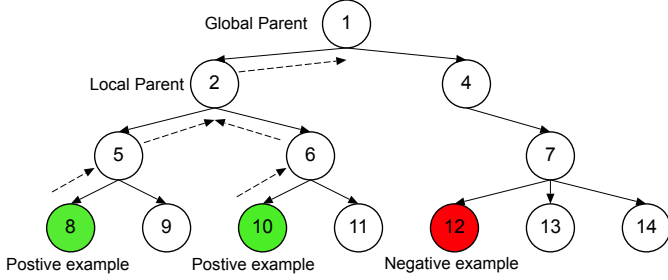 Global Parent 1
Local Parent 2 4
5 6 7
8 9 10 11 12 13 14
Postive example Postive example Negative example